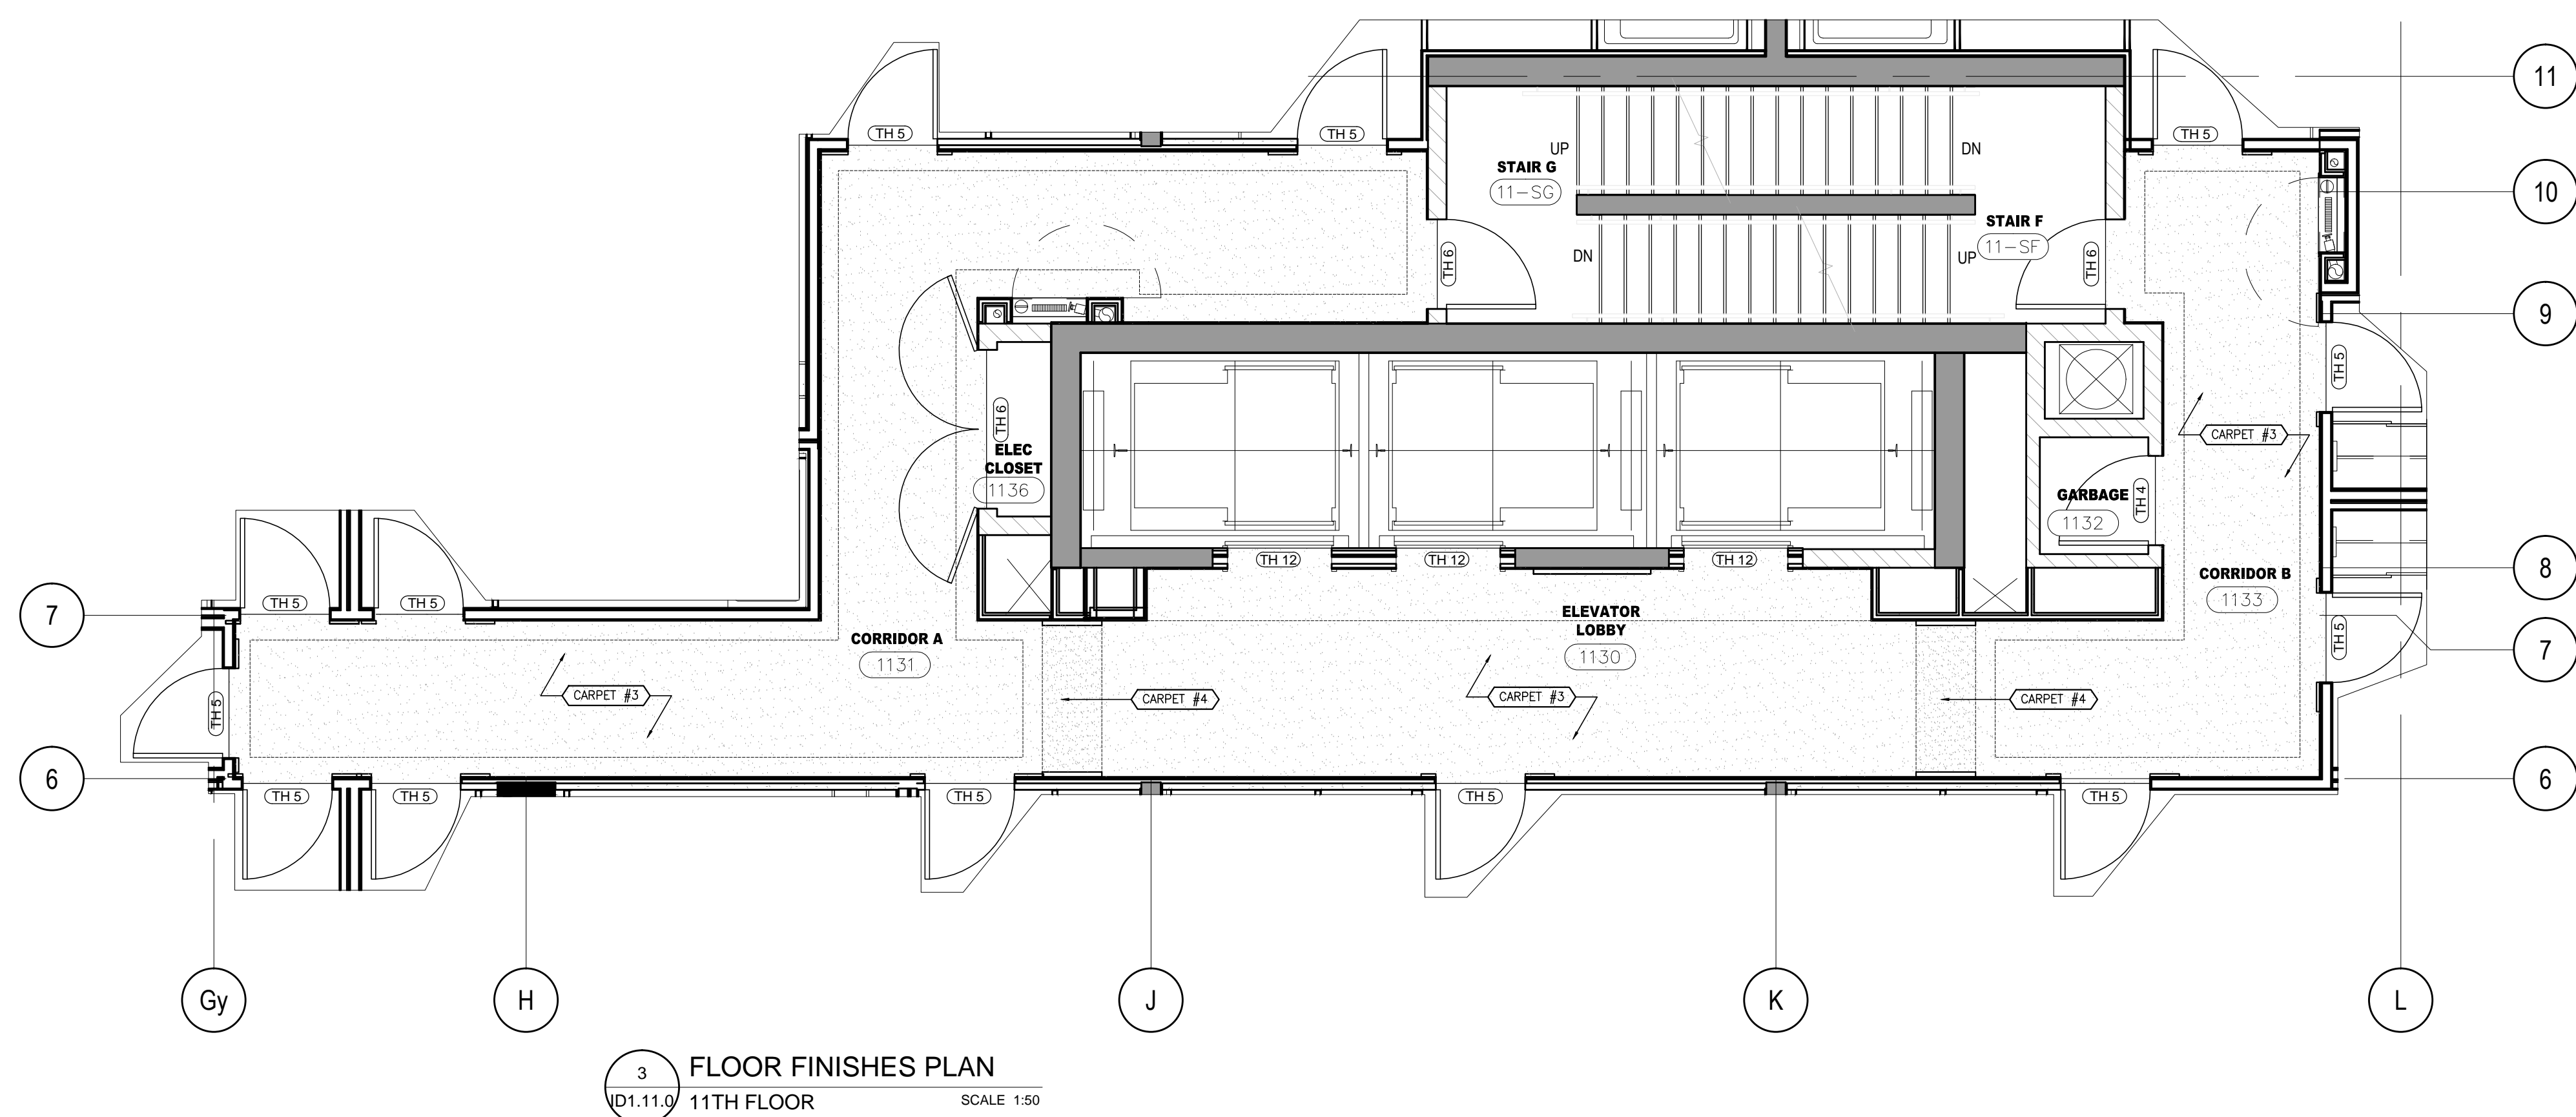 11
TH 5
TH 5
TH 5
UP
DN
STAIR G
11-SG
10
STAIR F
11-SF
DN
UP
TH 6
TH 6
9
TH 5
TH 6
CARPET #3
ELEC
CLOSET
1136
GARBAGE
1132
TH 4
TH 12
TH 12
TH 12
8
CORRIDOR B
1133
TH 5
TH 5
7
ELEVATOR
LOBBY
1130
CORRIDOR A
1131
TH 5
7
CARPET #3
CARPET #4
CARPET #3
CARPET #4
TH 5
6
6
TH 5
TH 5
TH 5
TH 5
TH 5
Gy
H
J
K
L
3
ID1.11.0
FLOOR FINISHES PLAN
11TH FLOOR
SCALE 1:50